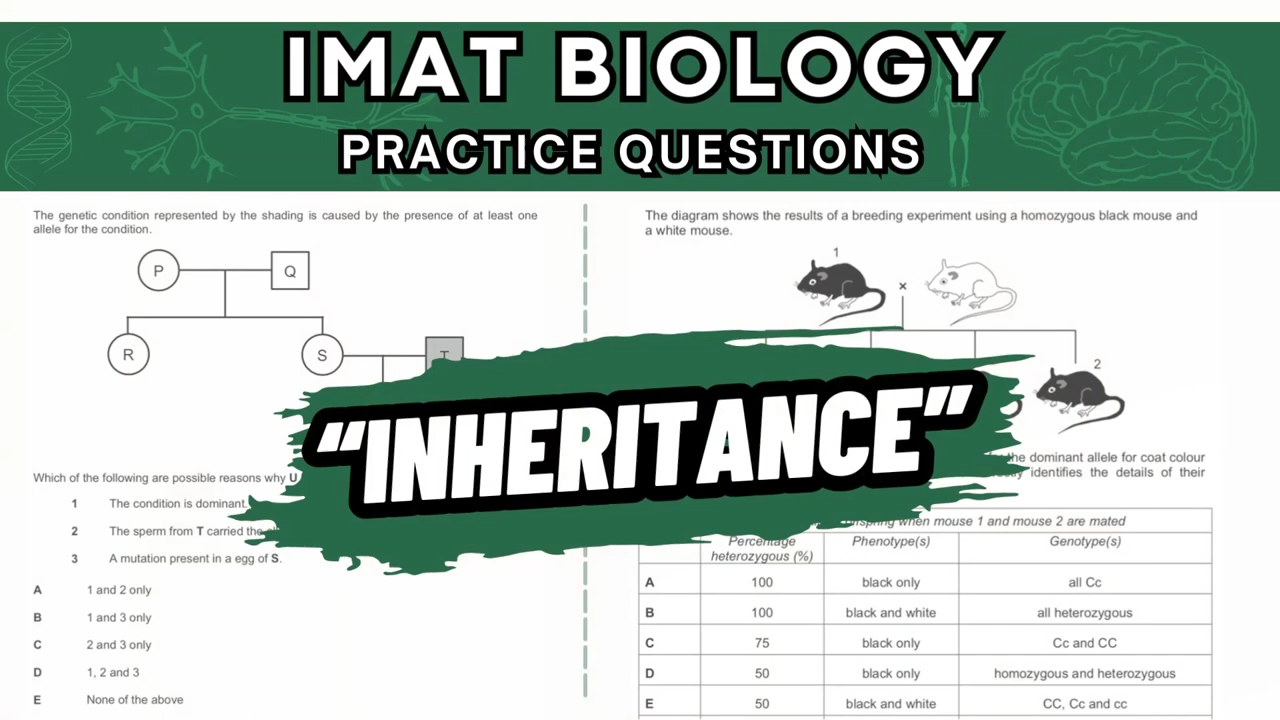 IMAT BIOLOGY
PRACTICE QUESTIONS
The genetic condition represented by the shading is caused by the presence of at least one
allele for the condition.
P
Q
R
S
T
Which of the following are possible reasons why U
1 The condition is dominant.
2 The sperm from T carried the
3 A mutation present in a egg of S.
A 1 and 2 only
B 1 and 3 only
C 2 and 3 only
D 1, 2 and 3
E None of the above
The diagram shows the results of a breeding experiment using a homozygous black mouse and
a white mouse.
1
×
2
"INHERITANCE"
the dominant allele for coat colour
identifies the details of their
offspring when mouse 1 and mouse 2 are mated
Percentage Phenotype(s) Genotype(s)
heterozygous (%)
A 100 black only all Cc
B 100 black and white all heterozygous
C 75 black only Cc and CC
D 50 black only homozygous and heterozygous
E 50 black and white CC, Cc and cc